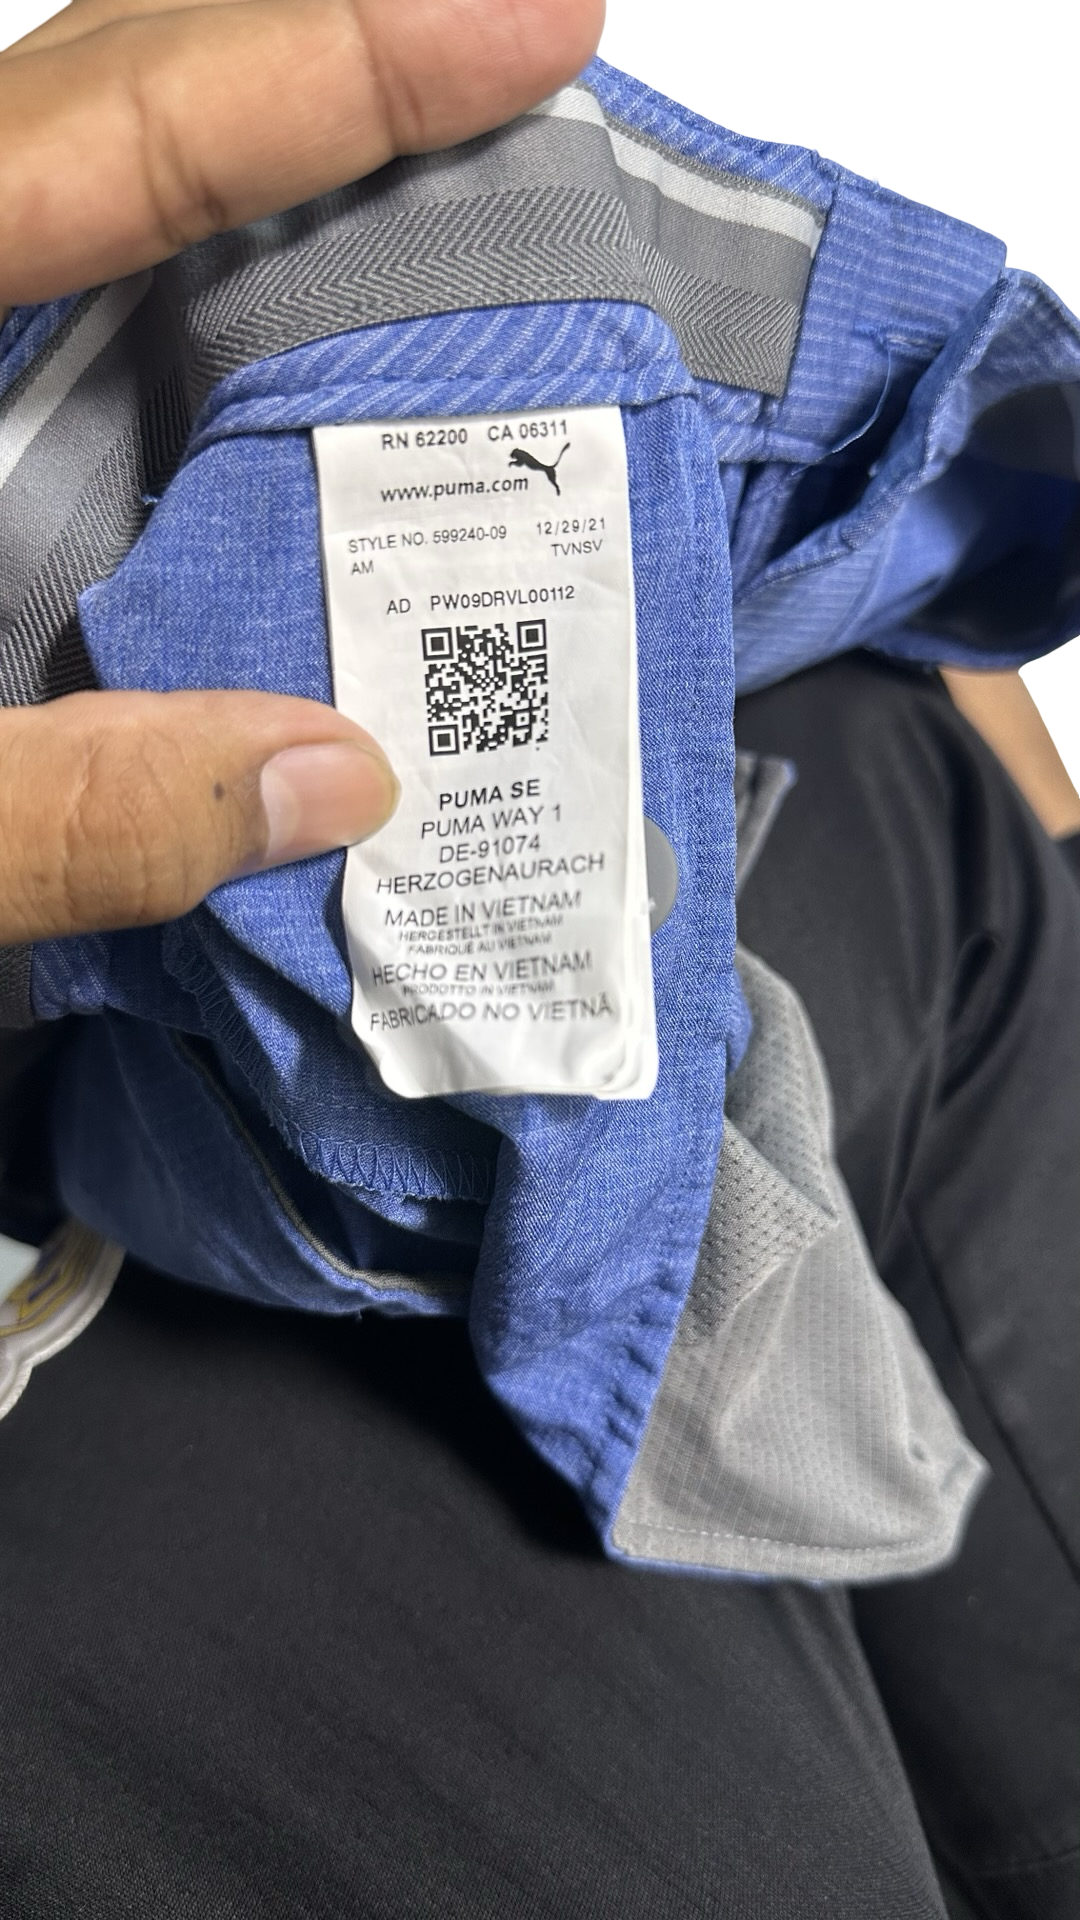 RN 62200 CA 06311
www.puma.com
STYLE NO. 599240-09 12/29/21
AM TVNSV
AD PW09DRVL00112
PUMA SE
PUMA WAY 1
DE-91074
HERZOGENAURACH
MADE IN VIETNAM
HERGESTELLT IN VIETNAM
FABRIQUÉ AU VIETNAM
HECHO EN VIETNAM
PRODOTTO IN VIETNAM
FABRICADO NO VIETNÃ